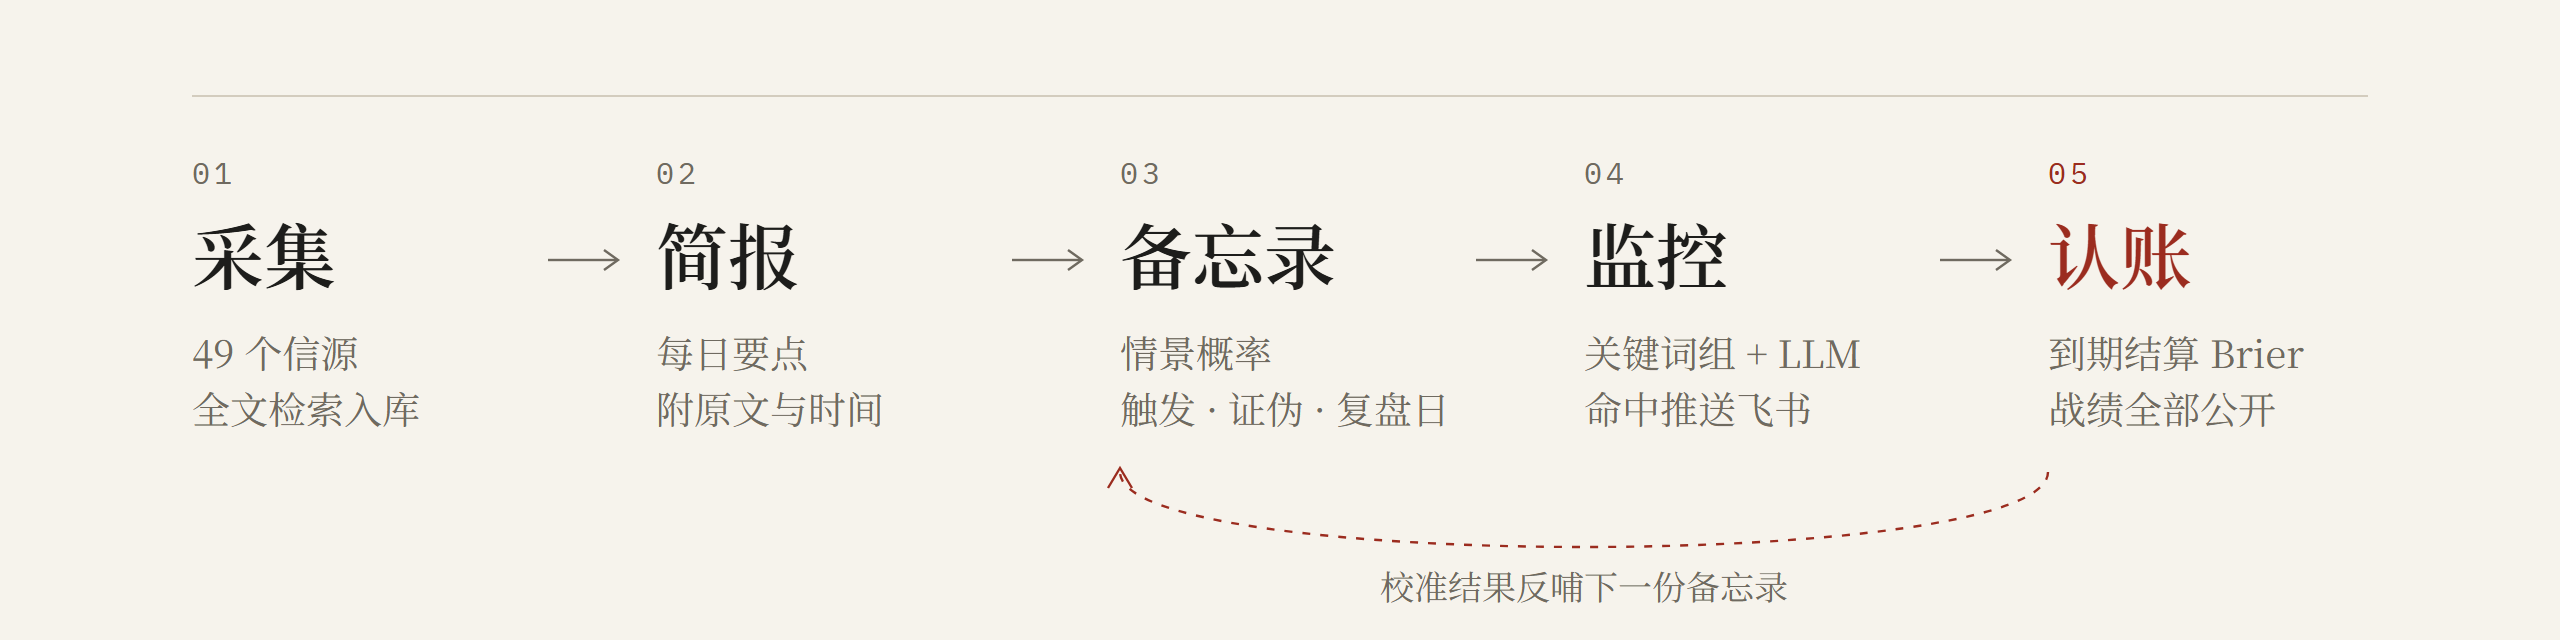 01
采集
49 个信源
全文检索入库
02
简报
每日要点
附原文与时间
03
备忘录
情景概率
触发 · 证伪 · 复盘日
04
监控
关键词组 + LLM
命中推送飞书
05
认账
到期结算 Brier
战绩全部公开
校准结果反哺下一份备忘录